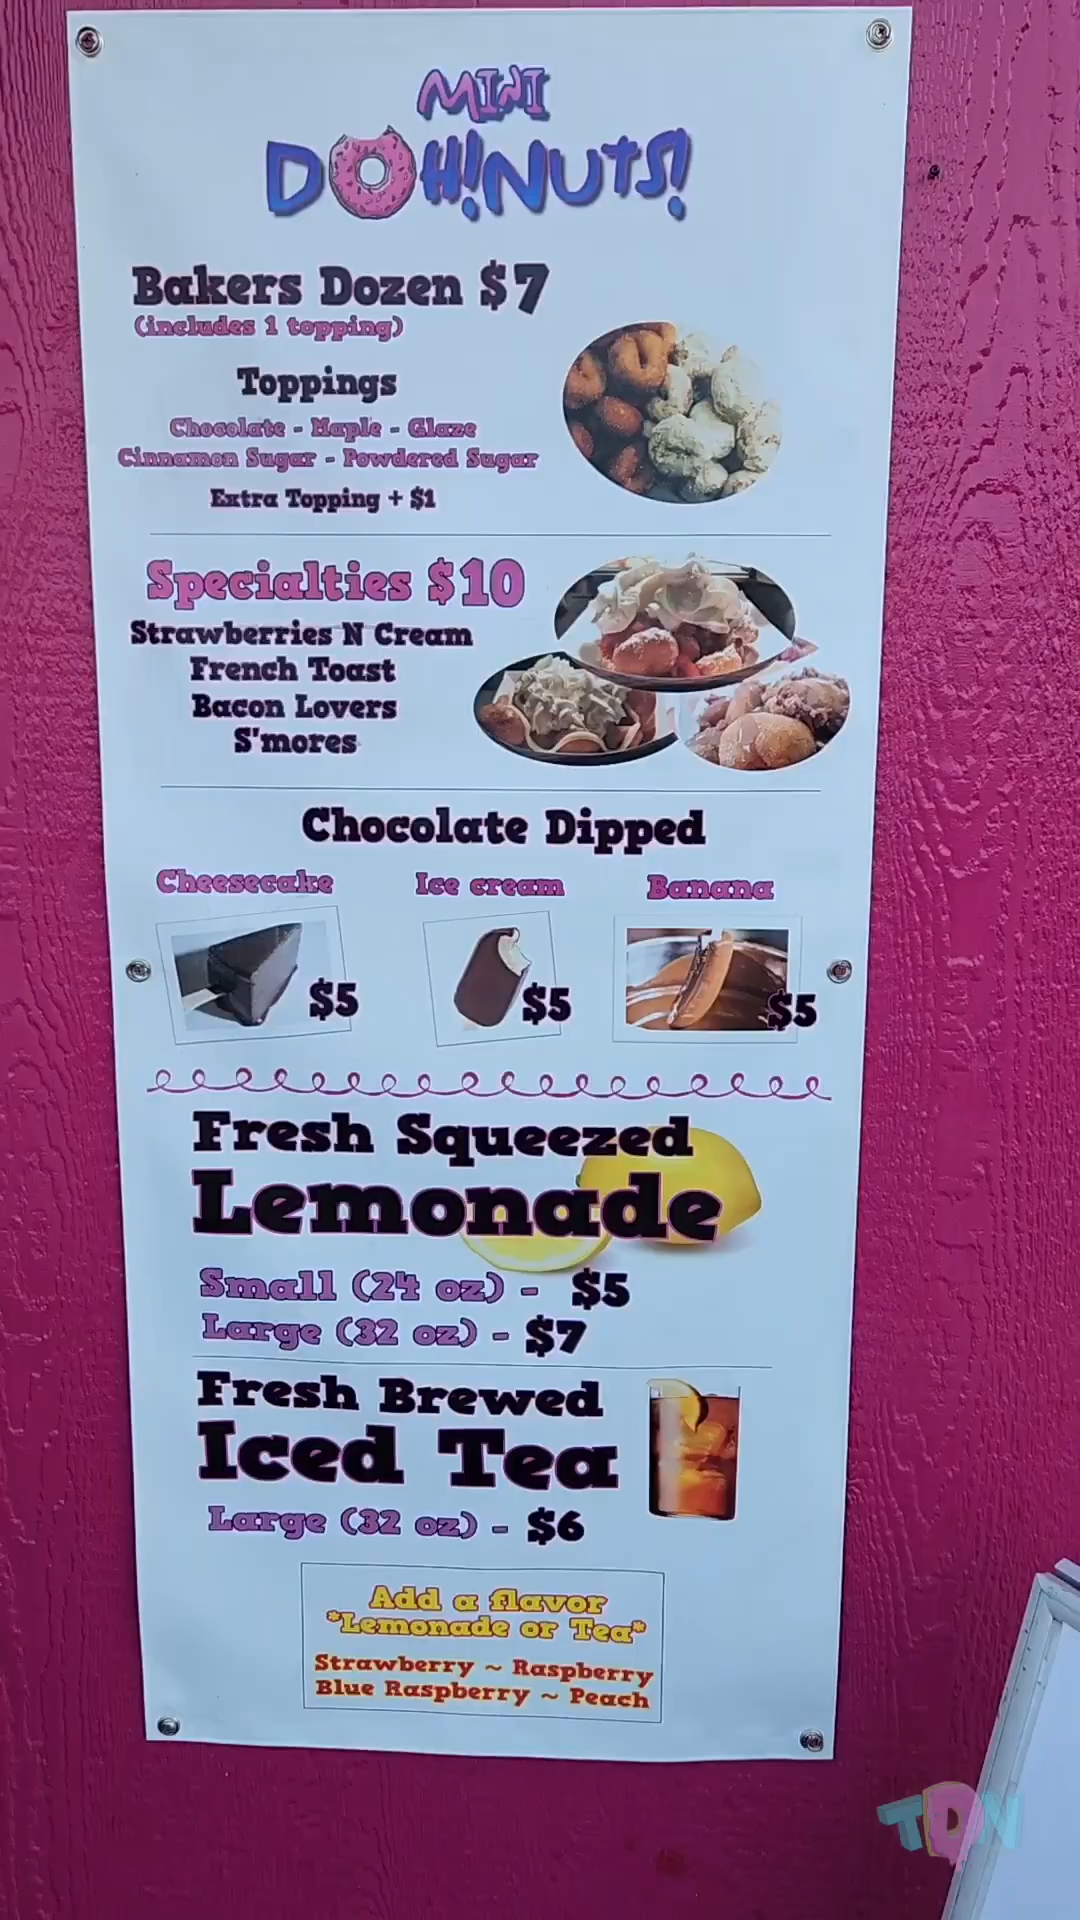 MINI
DOH!NUTS!
Bakers Dozen $7
(includes 1 topping)
Toppings
Chocolate - Maple - Glaze
Cinnamon Sugar - Powdered Sugar
Extra Topping + $1
Specialties $10
Strawberries N Cream
French Toast
Bacon Lovers
S'mores
Chocolate Dipped
Cheesecake Ice cream Banana
$5 $5 $5
Fresh Squeezed
Lemonade
Small (24 oz) - $5
Large (32 oz) - $7
Fresh Brewed
Iced Tea
Large (32 oz) - $6
Add a flavor
*Lemonade or Tea*
Strawberry ~ Raspberry
Blue Raspberry ~ Peach
TDN